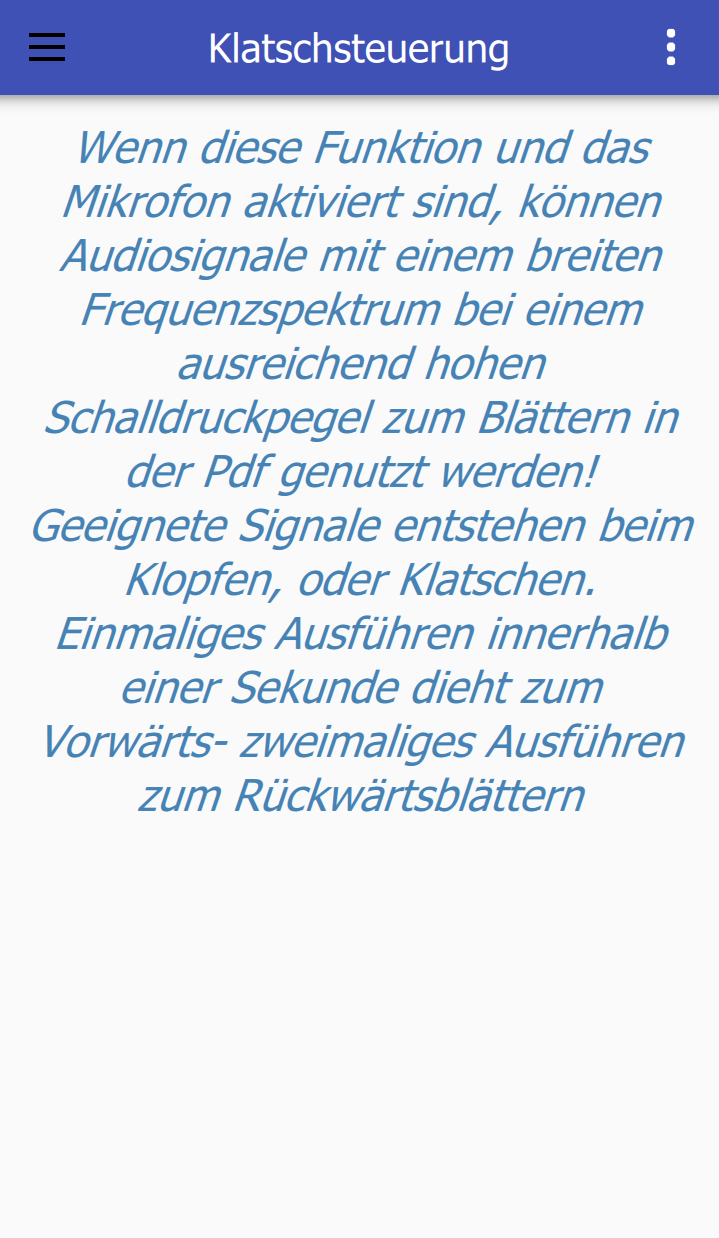 Klatschsteuerung
Wenn diese Funktion und das
Mikrofon aktiviert sind, können
Audiosignale mit einem breiten
Frequenzspektrum bei einem
ausreichend hohen
Schalldruckpegel zum Blättern in
der Pdf genutzt werden!
Geeignete Signale entstehen beim
Klopfen, oder Klatschen.
Einmaliges Ausführen innerhalb
einer Sekunde dieht zum
Vorwärts- zweimaliges Ausführen
zum Rückwärtsblättern